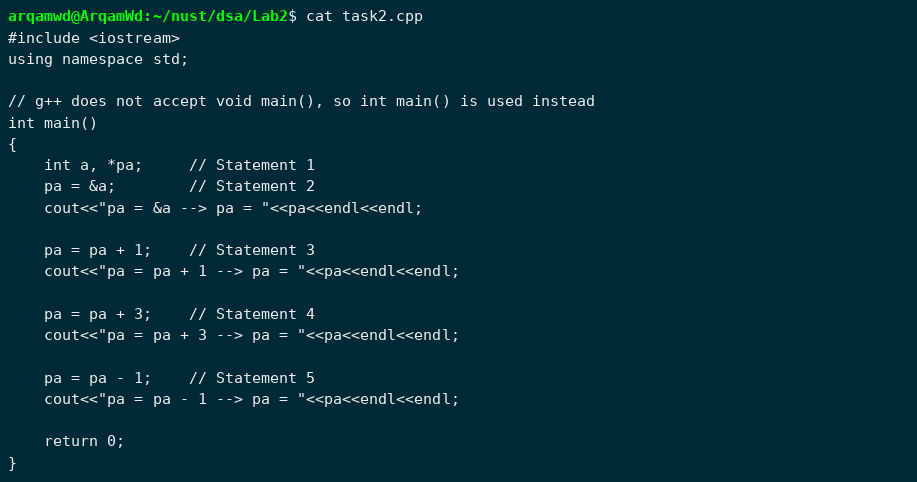 arqamwd@ArqamWd:~/nust/dsa/Lab2$ cat task2.cpp
#include <iostream>
using namespace std;

// g++ does not accept void main(), so int main() is used instead
int main()
{
    int a, *pa;     // Statement 1
    pa = &a;        // Statement 2
    cout<<"pa = &a --> pa = "<<pa<<endl<<endl;

    pa = pa + 1;    // Statement 3
    cout<<"pa = pa + 1 --> pa = "<<pa<<endl<<endl;

    pa = pa + 3;    // Statement 4
    cout<<"pa = pa + 3 --> pa = "<<pa<<endl<<endl;

    pa = pa - 1;    // Statement 5
    cout<<"pa = pa - 1 --> pa = "<<pa<<endl<<endl;

    return 0;
}